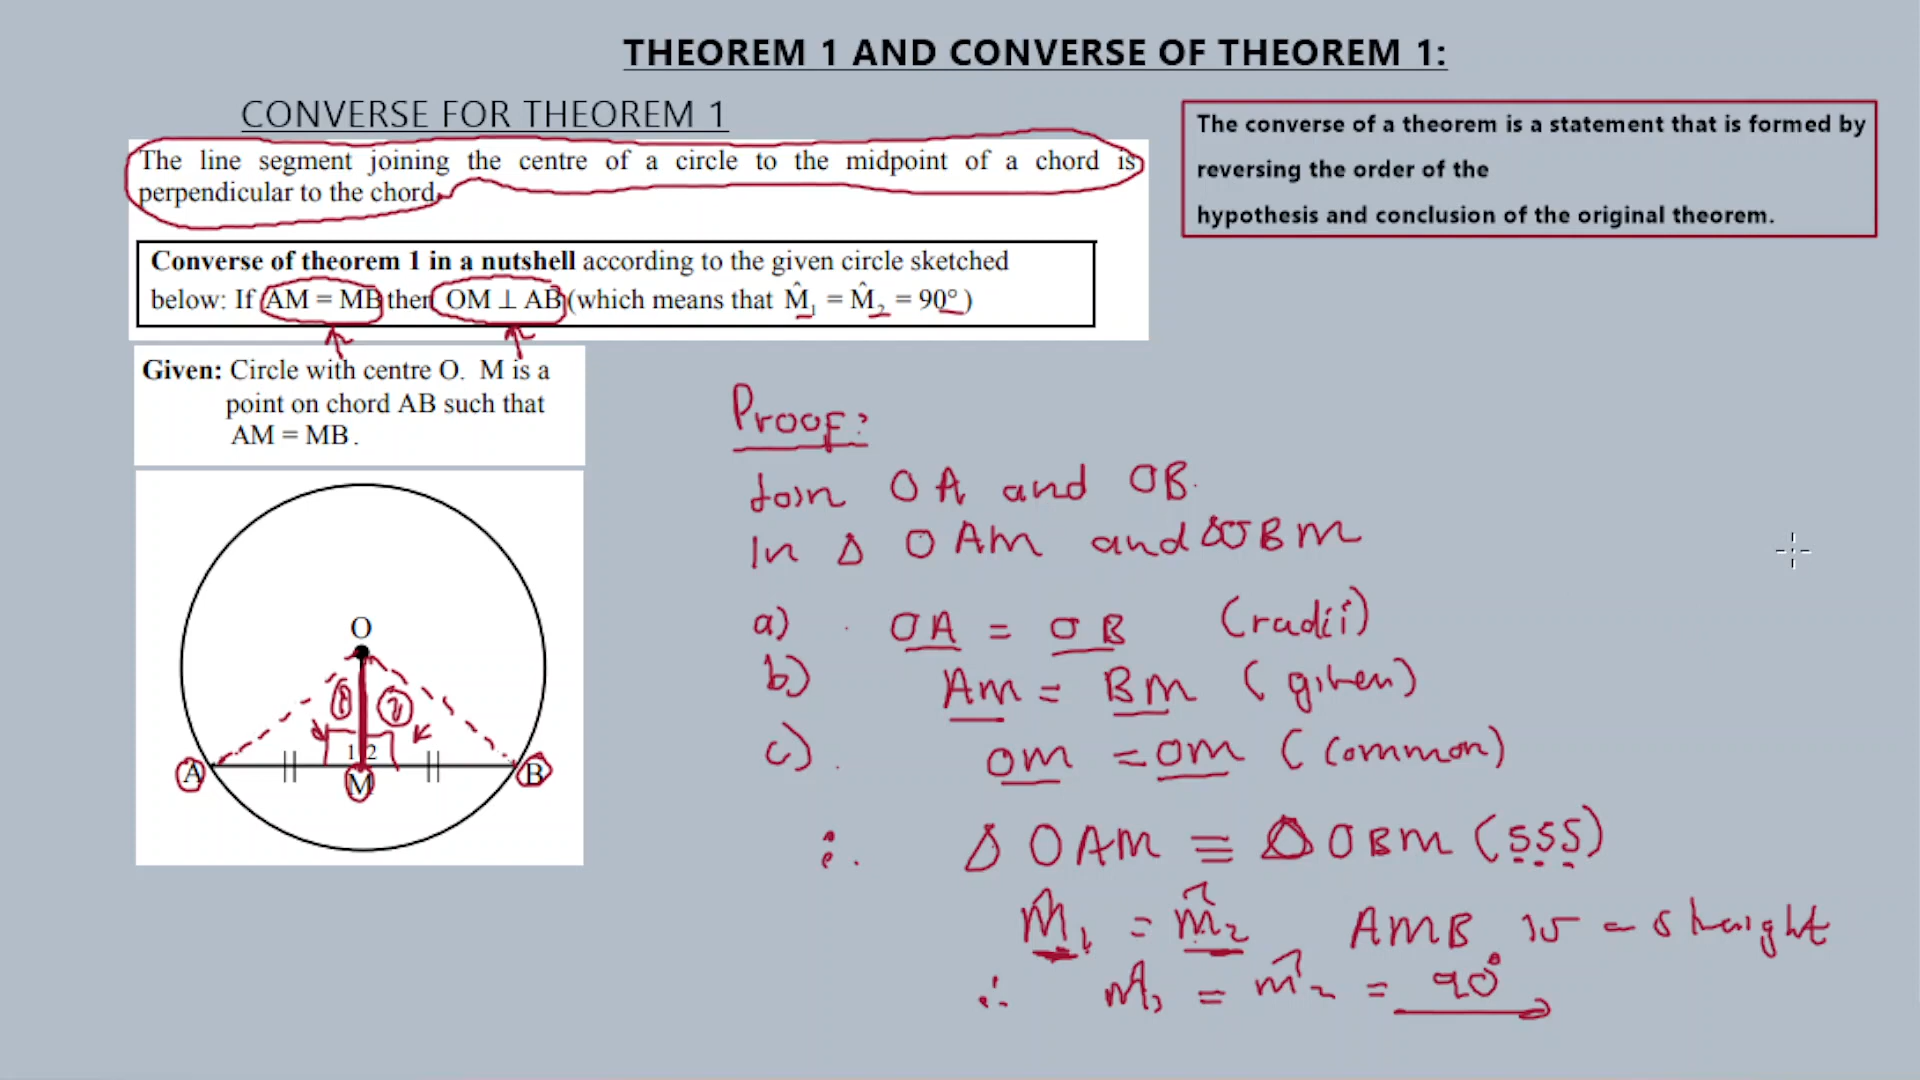 THEOREM 1 AND CONVERSE OF THEOREM 1:
CONVERSE FOR THEOREM 1
The line segment joining the centre of a circle to the midpoint of a chord is
perpendicular to the chord.
Converse of theorem 1 in a nutshell according to the given circle sketched
below: If AM = MB then OM ⊥ AB (which means that M̂₁ = M̂₂ = 90°)
The converse of a theorem is a statement that is formed by
reversing the order of the
hypothesis and conclusion of the original theorem.
Given: Circle with centre O. M is a
point on chord AB such that
AM = MB.
O
1 2
A M B
Proof:
Join OA and OB.
In Δ OAM and Δ OBM
a) OA = OB (radii)
b) AM = BM (given)
c) OM = OM (common)
∴ Δ OAM ≡ Δ OBM (SSS)
M̂₁ = M̂₂ AMB is a straight
∴ M̂₁ = M̂₂ = 90°